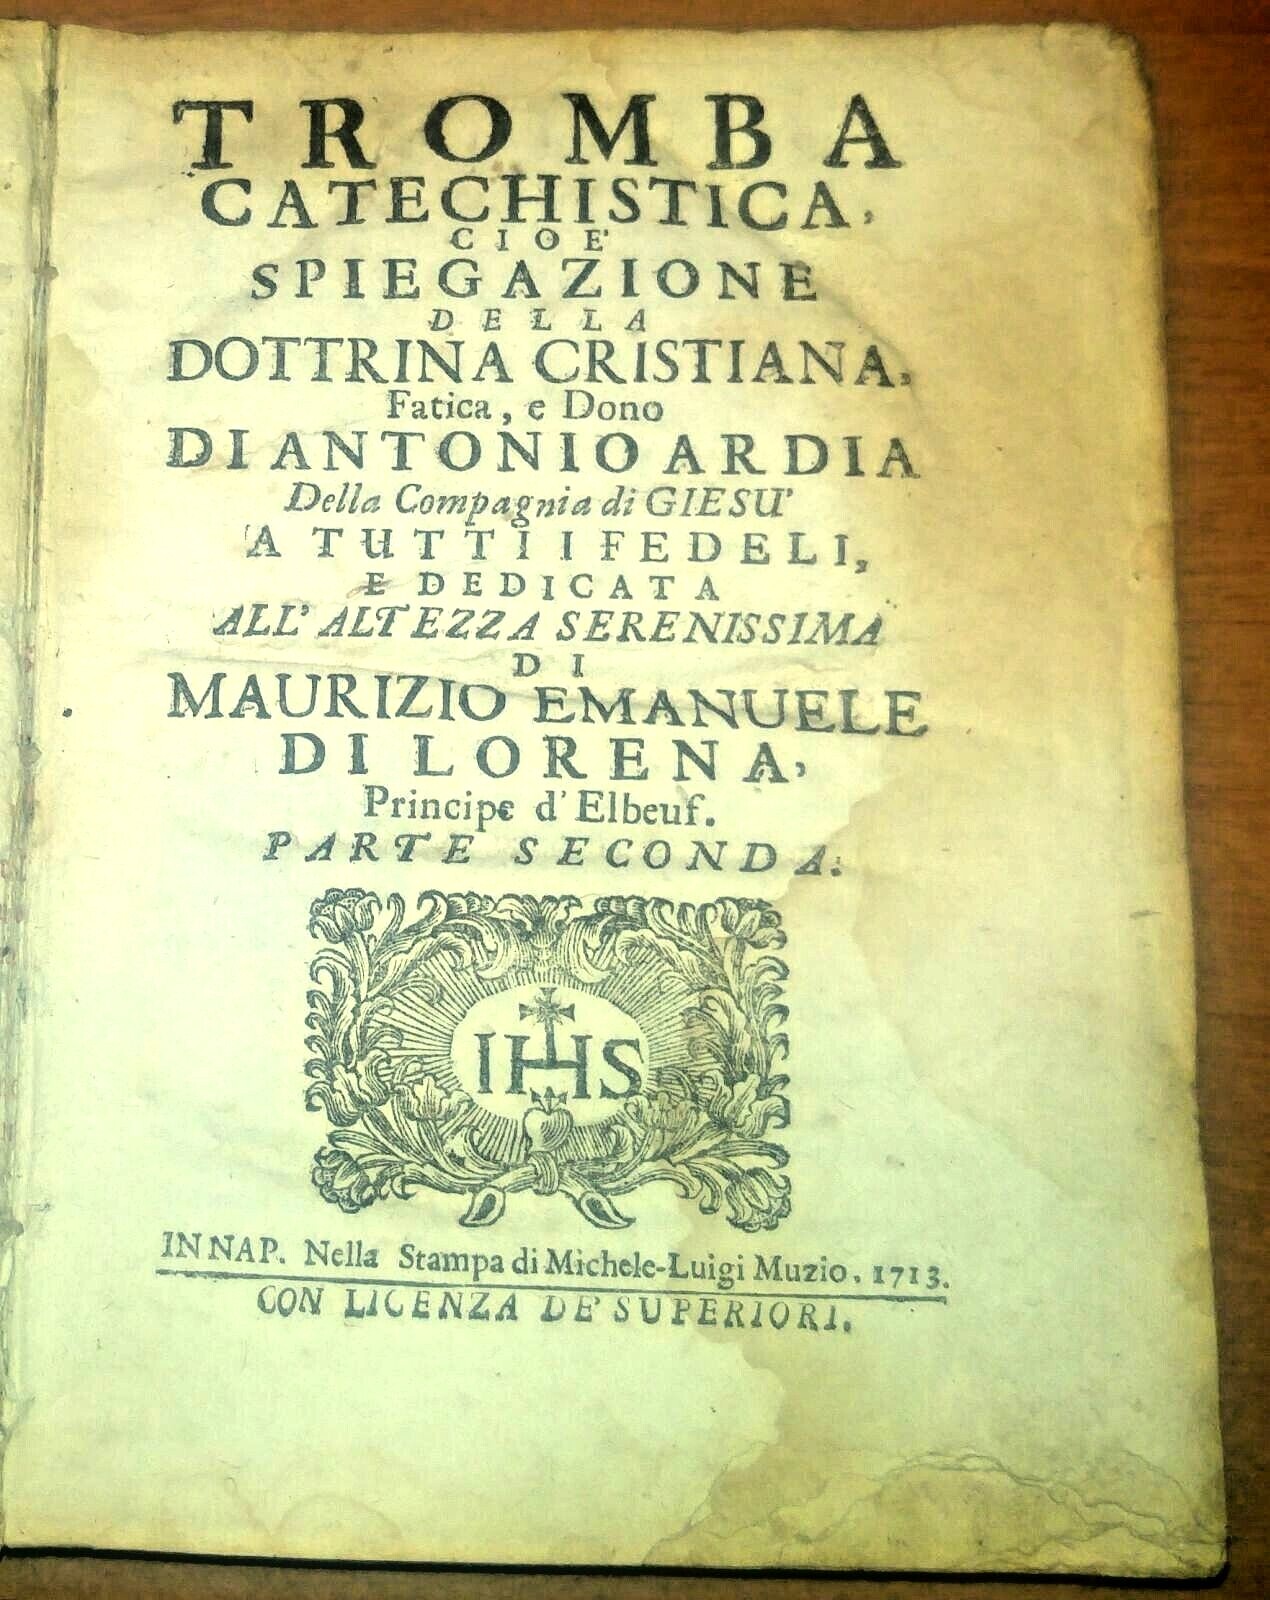 TROMBA
CATECHISTICA,
CIOE'
SPIEGAZIONE
DELLA
DOTTRINA CRISTIANA,
Fatica, e Dono
DI ANTONIO ARDIA
Della Compagnia di GIESU'
'A TUTTI I FEDELI,
E DEDICATA
ALL' ALTEZZA SERENISSIMA
DI
MAURIZIO EMANUELE
DI LORENA,
Principe d' Elbeuf.
PARTE SECONDA.
IHS
IN NAP. Nella Stampa di Michele-Luigi Muzio. 1713.
CON LICENZA DE' SUPERIORI.